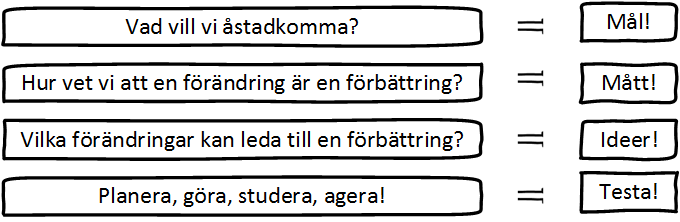 Vad vill vi åstadkomma? = Mål!
Hur vet vi att en förändring är en förbättring? = Mått!
Vilka förändringar kan leda till en förbättring? = Ideer!
Planera, göra, studera, agera! = Testa!